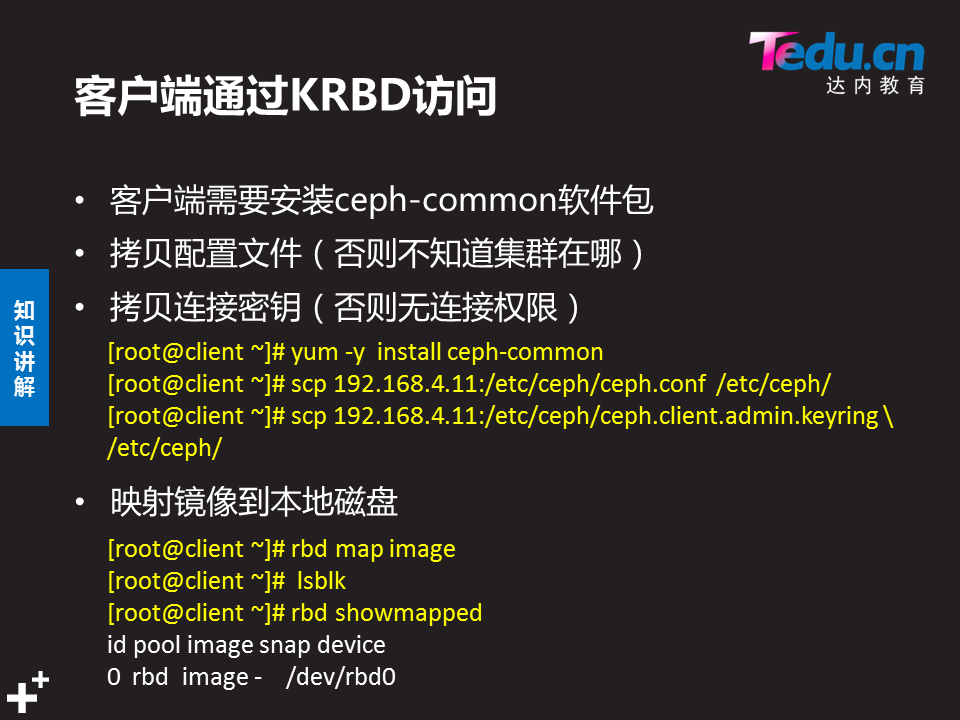 Tedu.cn
达内教育
客户端通过KRBD访问
• 客户端需要安装ceph-common软件包
• 拷贝配置文件（否则不知道集群在哪）
• 拷贝连接密钥（否则无连接权限）
[root@client ~]# yum -y  install ceph-common
[root@client ~]# scp 192.168.4.11:/etc/ceph/ceph.conf  /etc/ceph/
[root@client ~]# scp 192.168.4.11:/etc/ceph/ceph.client.admin.keyring \
/etc/ceph/
• 映射镜像到本地磁盘
[root@client ~]# rbd map image
[root@client ~]#  lsblk
[root@client ~]# rbd showmapped
id pool image snap device
0  rbd  image -    /dev/rbd0
知识讲解